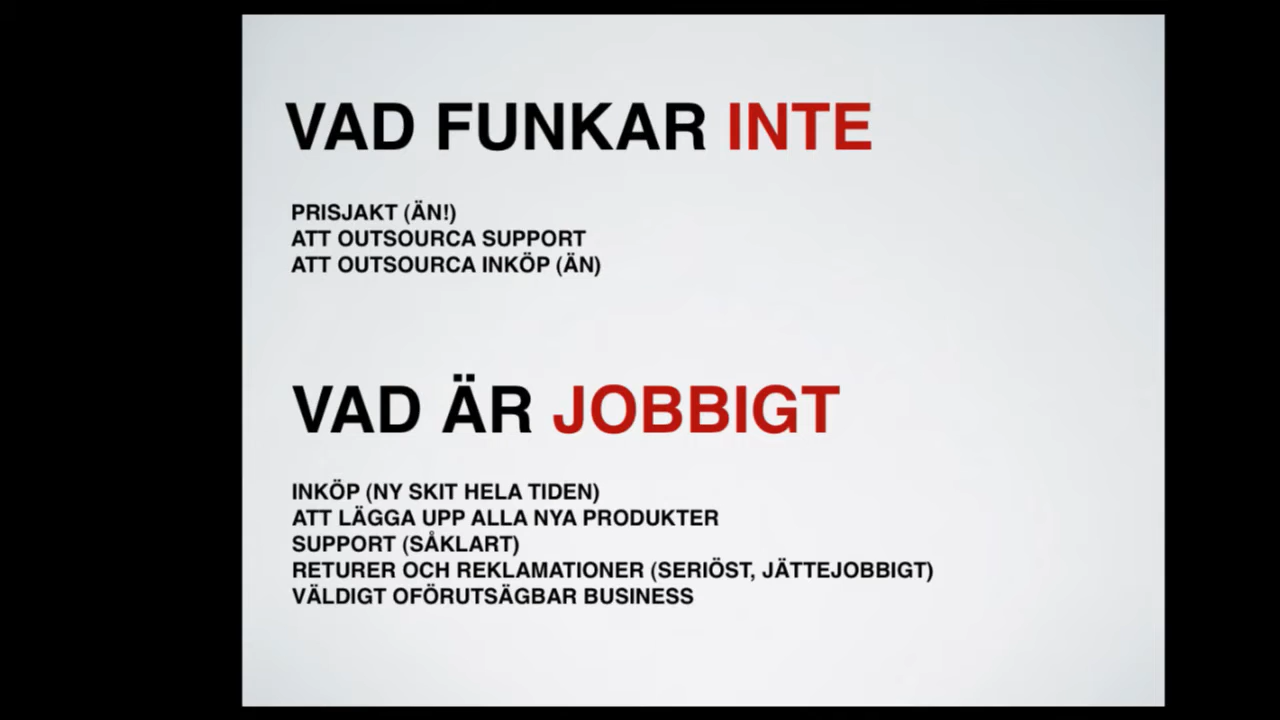 VAD FUNKAR INTE
PRISJAKT (ÄN!)
ATT OUTSOURCA SUPPORT
ATT OUTSOURCA INKÖP (ÄN)
VAD ÄR JOBBIGT
INKÖP (NY SKIT HELA TIDEN)
ATT LÄGGA UPP ALLA NYA PRODUKTER
SUPPORT (SÅKLART)
RETURER OCH REKLAMATIONER (SERIÖST, JÄTTEJOBBIGT)
VÄLDIGT OFÖRUTSÄGBAR BUSINESS